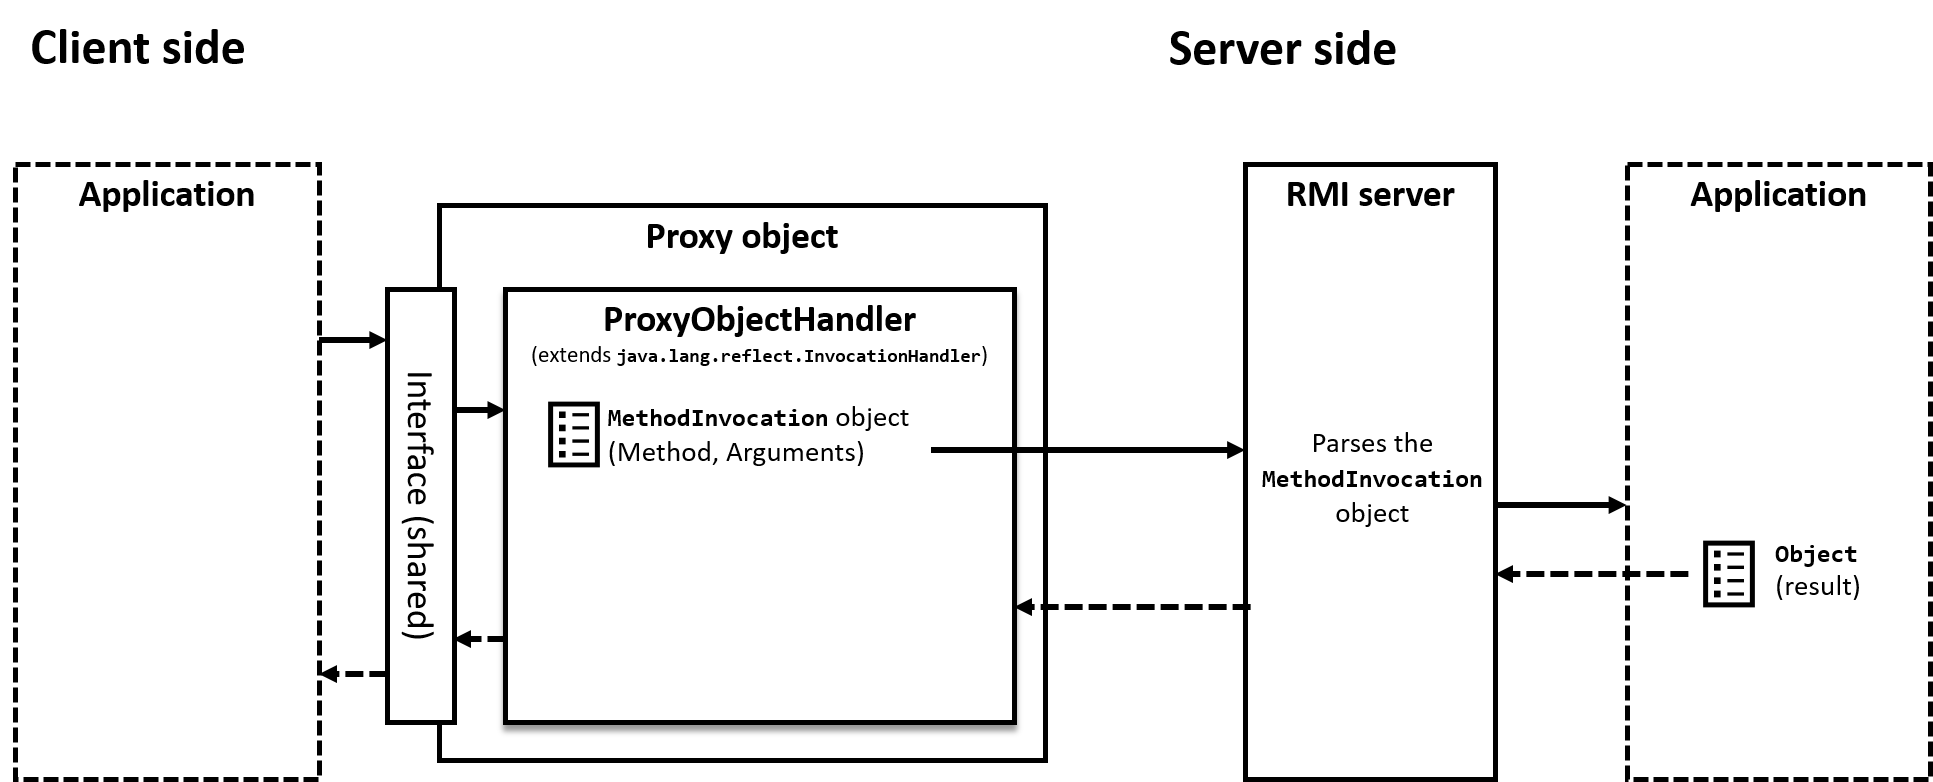 Client side
Server side
Application
Proxy object
Interface (shared)
ProxyObjectHandler
(extends java.lang.reflect.InvocationHandler)
MethodInvocation object
(Method, Arguments)
RMI server
Parses the
MethodInvocation
object
Application
Object
(result)